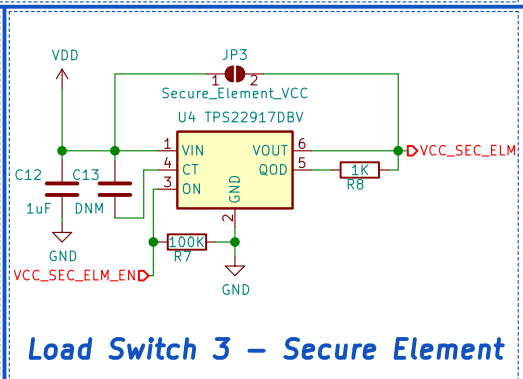 VDD
JP3
1 2
Secure_Element_VCC
U4 TPS22917DBV
1 VIN VOUT 6
VCC_SEC_ELM
4 CT QOD 5
1K
R8
3 ON
GND
2
C12 C13
1uF DNM
GND
100K
R7
VCC_SEC_ELM_EN
GND
Load Switch 3 - Secure Element